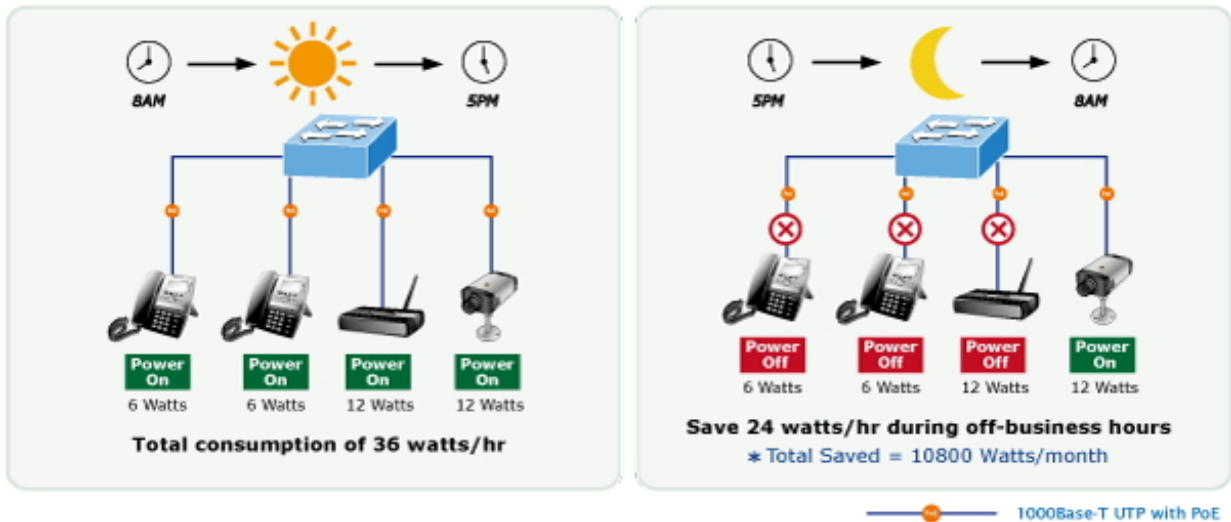 8AM
5PM
Power On
6 Watts
Power On
6 Watts
Power On
12 Watts
Power On
12 Watts
Total consumption of 36 watts/hr
5PM
8AM
Power Off
6 Watts
Power Off
6 Watts
Power Off
12 Watts
Power On
12 Watts
Save 24 watts/hr during off-business hours
* Total Saved = 10800 Watts/month
PoE 1000Base-T UTP with PoE